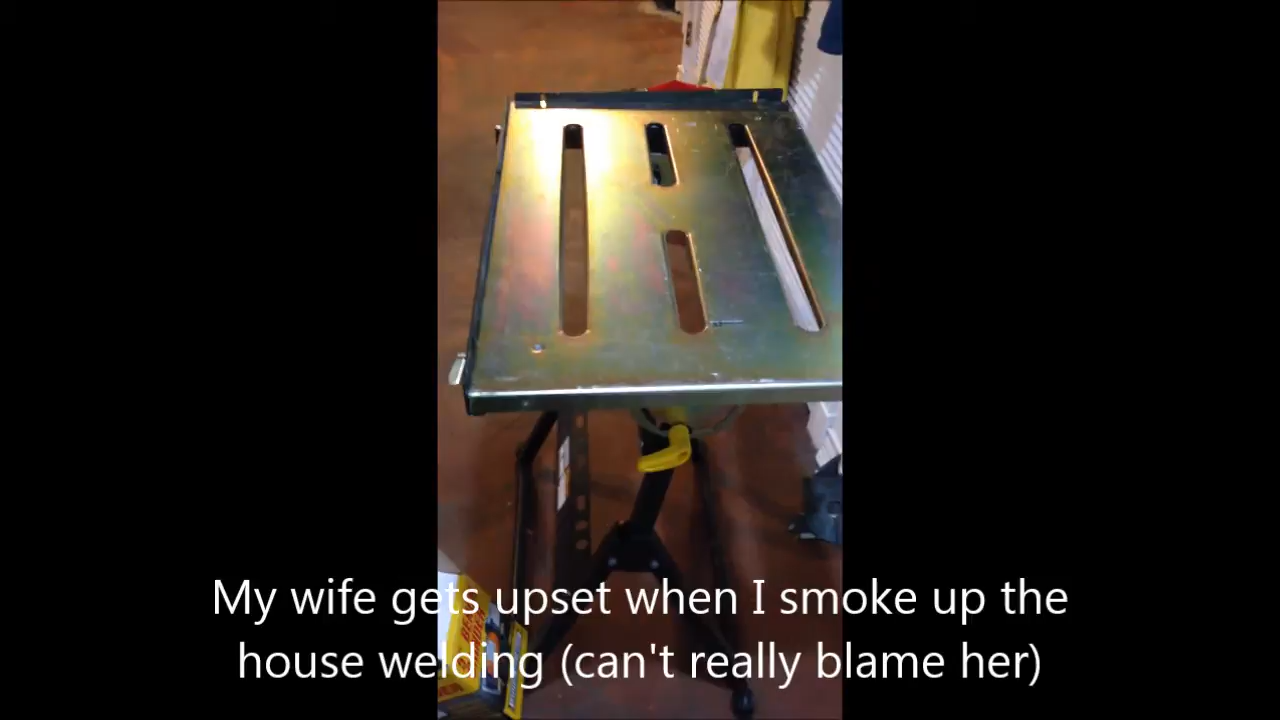 My wife gets upset when I smoke up the
house welding (can't really blame her)